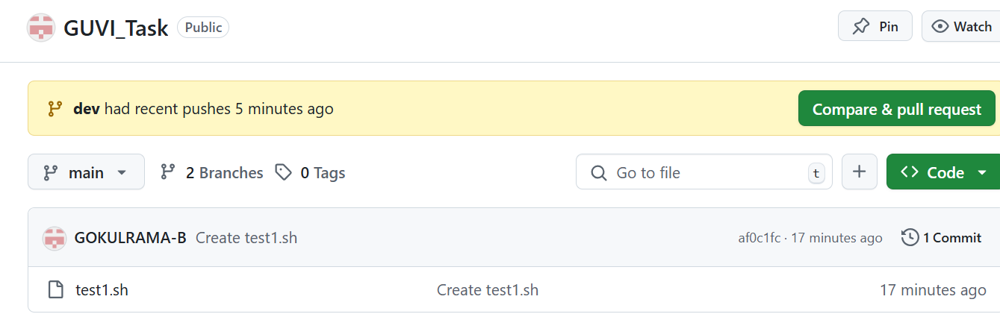 GUVI_Task Public Pin Watch
dev had recent pushes 5 minutes ago Compare & pull request
main 2 Branches 0 Tags Go to file t + Code
GOKULRAMA-B Create test1.sh af0c1fc · 17 minutes ago 1 Commit
test1.sh Create test1.sh 17 minutes ago